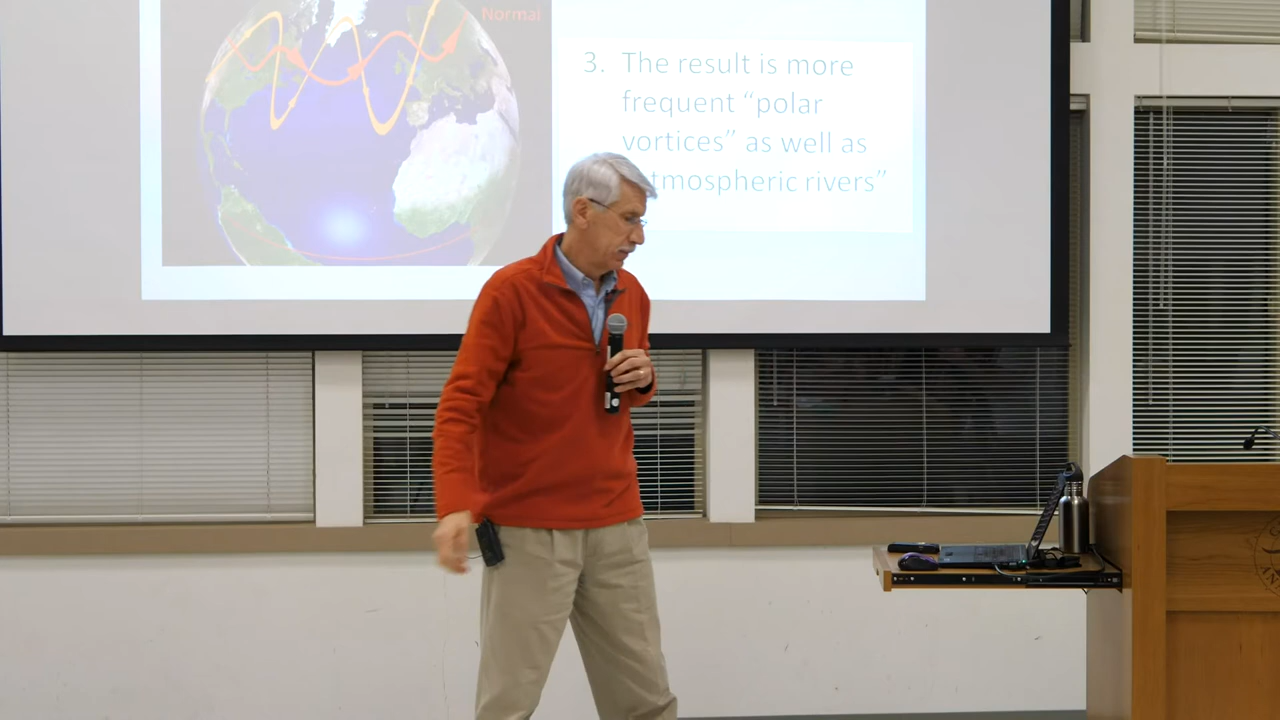 Normal
3. The result is more
frequent “polar
vortices” as well as
tmospheric rivers”